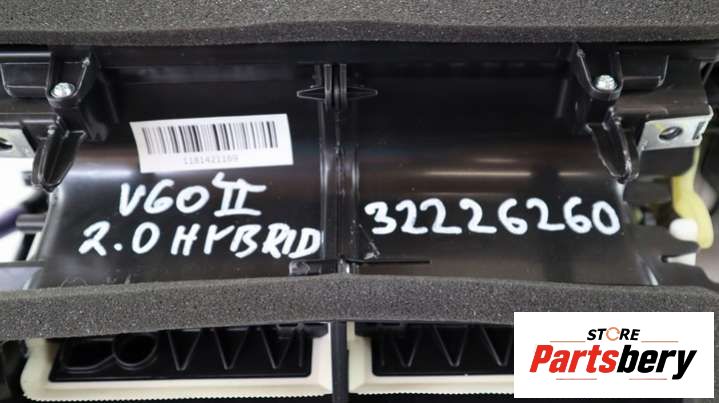 1181421169
V60 II
2.0 HYBRID
32226260
STORE
Partsbery